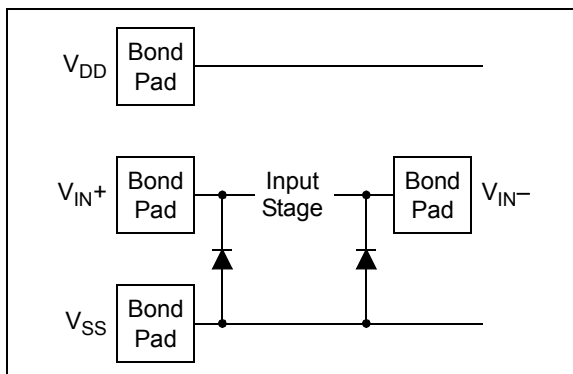 V_DD Bond Pad
V_IN+ Bond Pad Input Stage Bond Pad V_IN–
V_SS Bond Pad